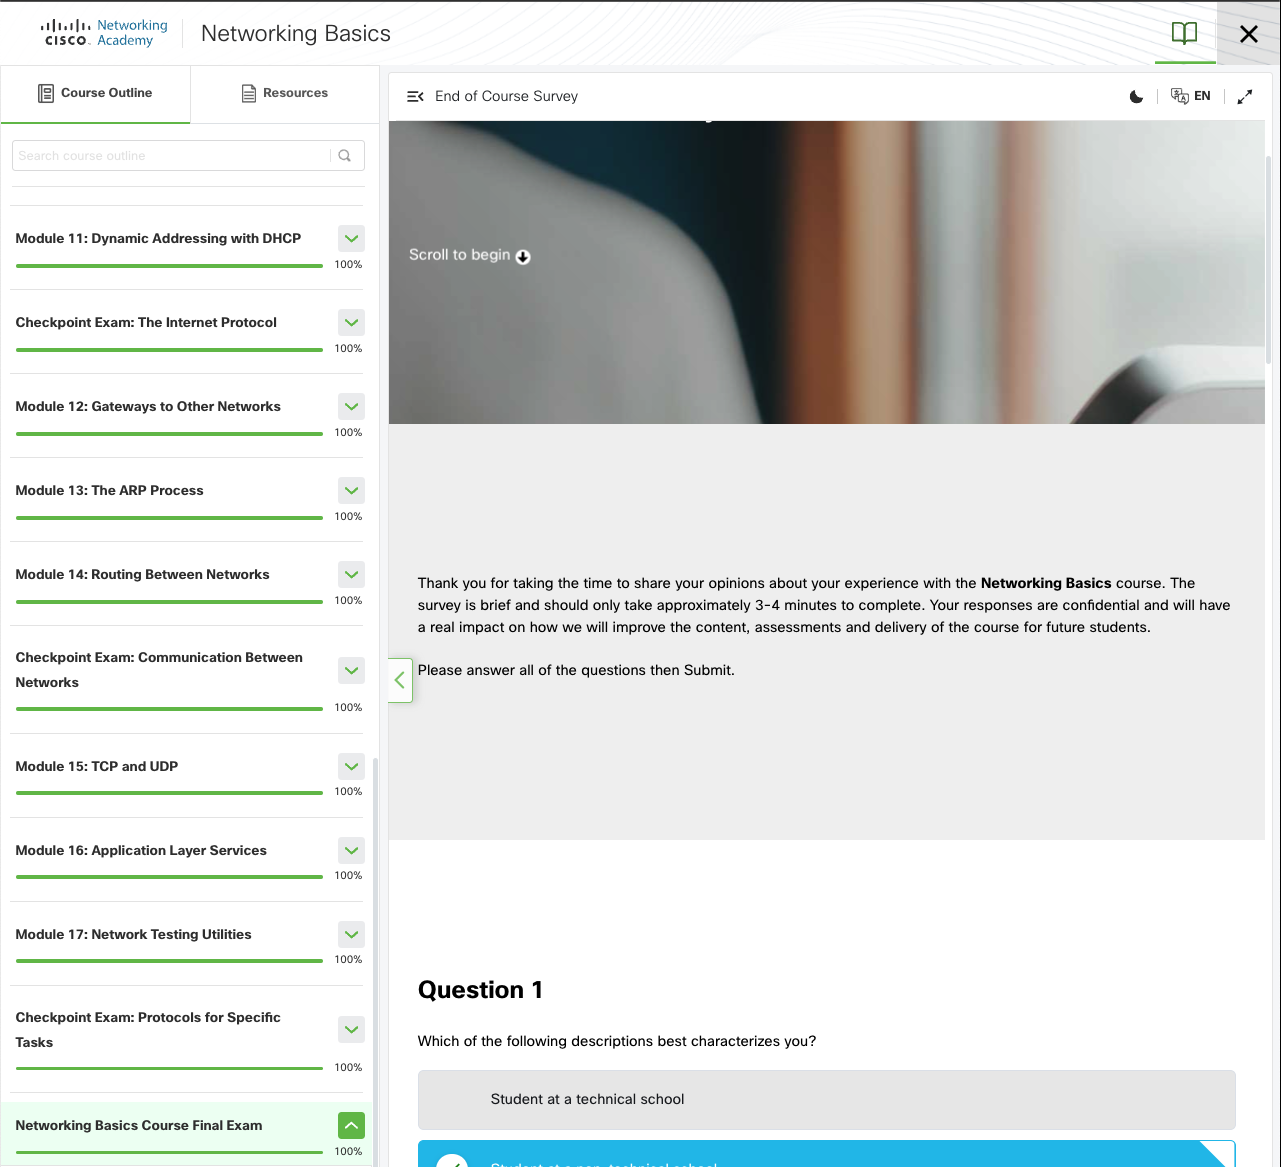 CISCO
Networking
Academy
Networking Basics
Course Outline
Resources
Search course outline
Module 11: Dynamic Addressing with DHCP
100%
Checkpoint Exam: The Internet Protocol
100%
Module 12: Gateways to Other Networks
100%
Module 13: The ARP Process
100%
Module 14: Routing Between Networks
100%
Checkpoint Exam: Communication Between
Networks
100%
Module 15: TCP and UDP
100%
Module 16: Application Layer Services
100%
Module 17: Network Testing Utilities
100%
Checkpoint Exam: Protocols for Specific
Tasks
100%
Networking Basics Course Final Exam
100%
End of Course Survey
EN
Scroll to begin
Thank you for taking the time to share your opinions about your experience with the Networking Basics course. The
survey is brief and should only take approximately 3-4 minutes to complete. Your responses are confidential and will have
a real impact on how we will improve the content, assessments and delivery of the course for future students.
Please answer all of the questions then Submit.
Question 1
Which of the following descriptions best characterizes you?
Student at a technical school
Student at a non-technical school